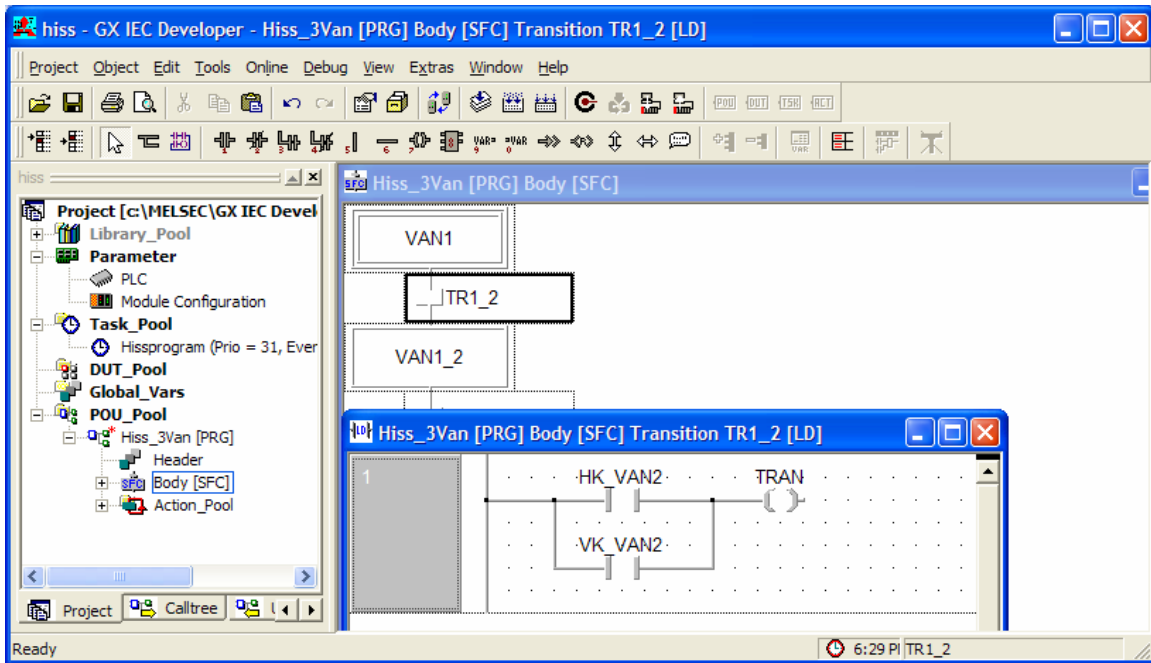 hiss - GX IEC Developer - Hiss_3Van [PRG] Body [SFC] Transition TR1_2 [LD]
Project Object Edit Tools Online Debug View Extras Window Help
hiss
Project [c:\MELSEC\GX IEC Devel
Library_Pool
Parameter
PLC
Module Configuration
Task_Pool
Hissprogram (Prio = 31, Ever
DUT_Pool
Global_Vars
POU_Pool
Hiss_3Van [PRG]
Header
SFC Body [SFC]
Action_Pool
Project Calltree
SFC Hiss_3Van [PRG] Body [SFC]
VAN1
TR1_2
VAN1_2
LD Hiss_3Van [PRG] Body [SFC] Transition TR1_2 [LD]
1
HK_VAN2 TRAN
VK_VAN2
Ready
6:29 P TR1_2